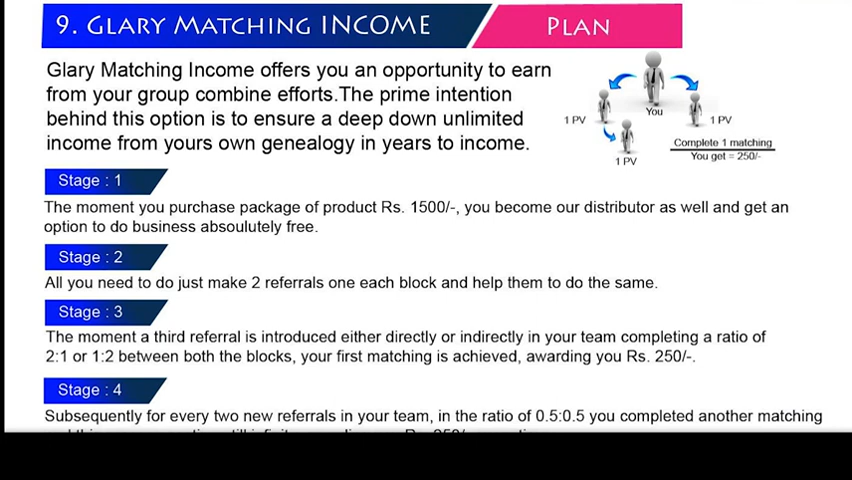 9. GLARY MATCHING INCOME PLAN
Glary Matching Income offers you an opportunity to earn
from your group combine efforts.The prime intention
behind this option is to ensure a deep down unlimited
income from yours own genealogy in years to income.
You
1 PV
1 PV
1 PV
Complete 1 matching
You get = 250/-
Stage : 1
The moment you purchase package of product Rs. 1500/-, you become our distributor as well and get an
option to do business absoulutely free.
Stage : 2
All you need to do just make 2 referrals one each block and help them to do the same.
Stage : 3
The moment a third referral is introduced either directly or indirectly in your team completing a ratio of
2:1 or 1:2 between both the blocks, your first matching is achieved, awarding you Rs. 250/-.
Stage : 4
Subsequently for every two new referrals in your team, in the ratio of 0.5:0.5 you completed another matching